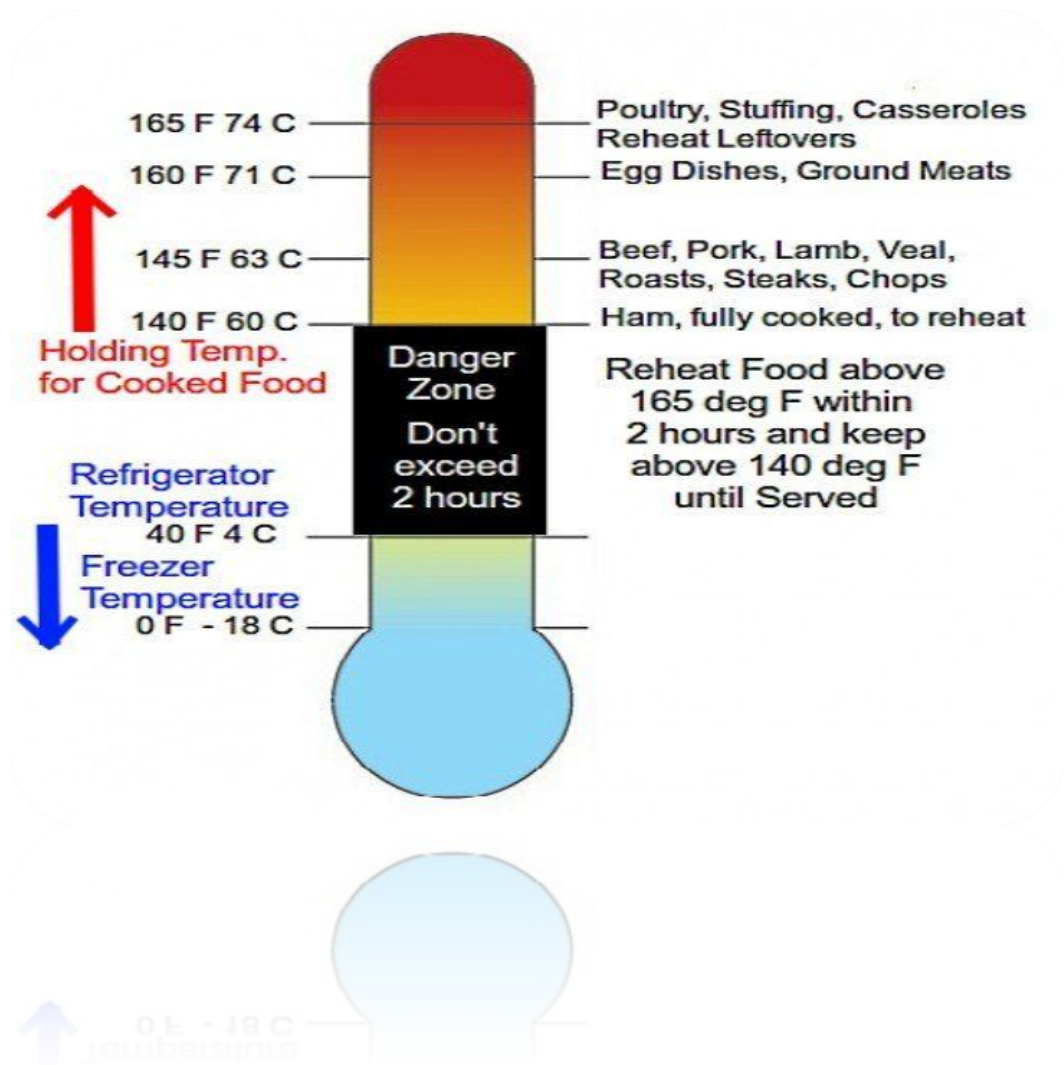 165 F 74 C
Poultry, Stuffing, Casseroles
Reheat Leftovers
160 F 71 C
Egg Dishes, Ground Meats
145 F 63 C
Beef, Pork, Lamb, Veal,
Roasts, Steaks, Chops
140 F 60 C
Ham, fully cooked, to reheat
Holding Temp.
for Cooked Food
Danger
Zone
Don't
exceed
2 hours
Reheat Food above
165 deg F within
2 hours and keep
above 140 deg F
until Served
Refrigerator
Temperature
40 F 4 C
Freezer
Temperature
0 F - 18 C
0 F - 18 C
Temperature